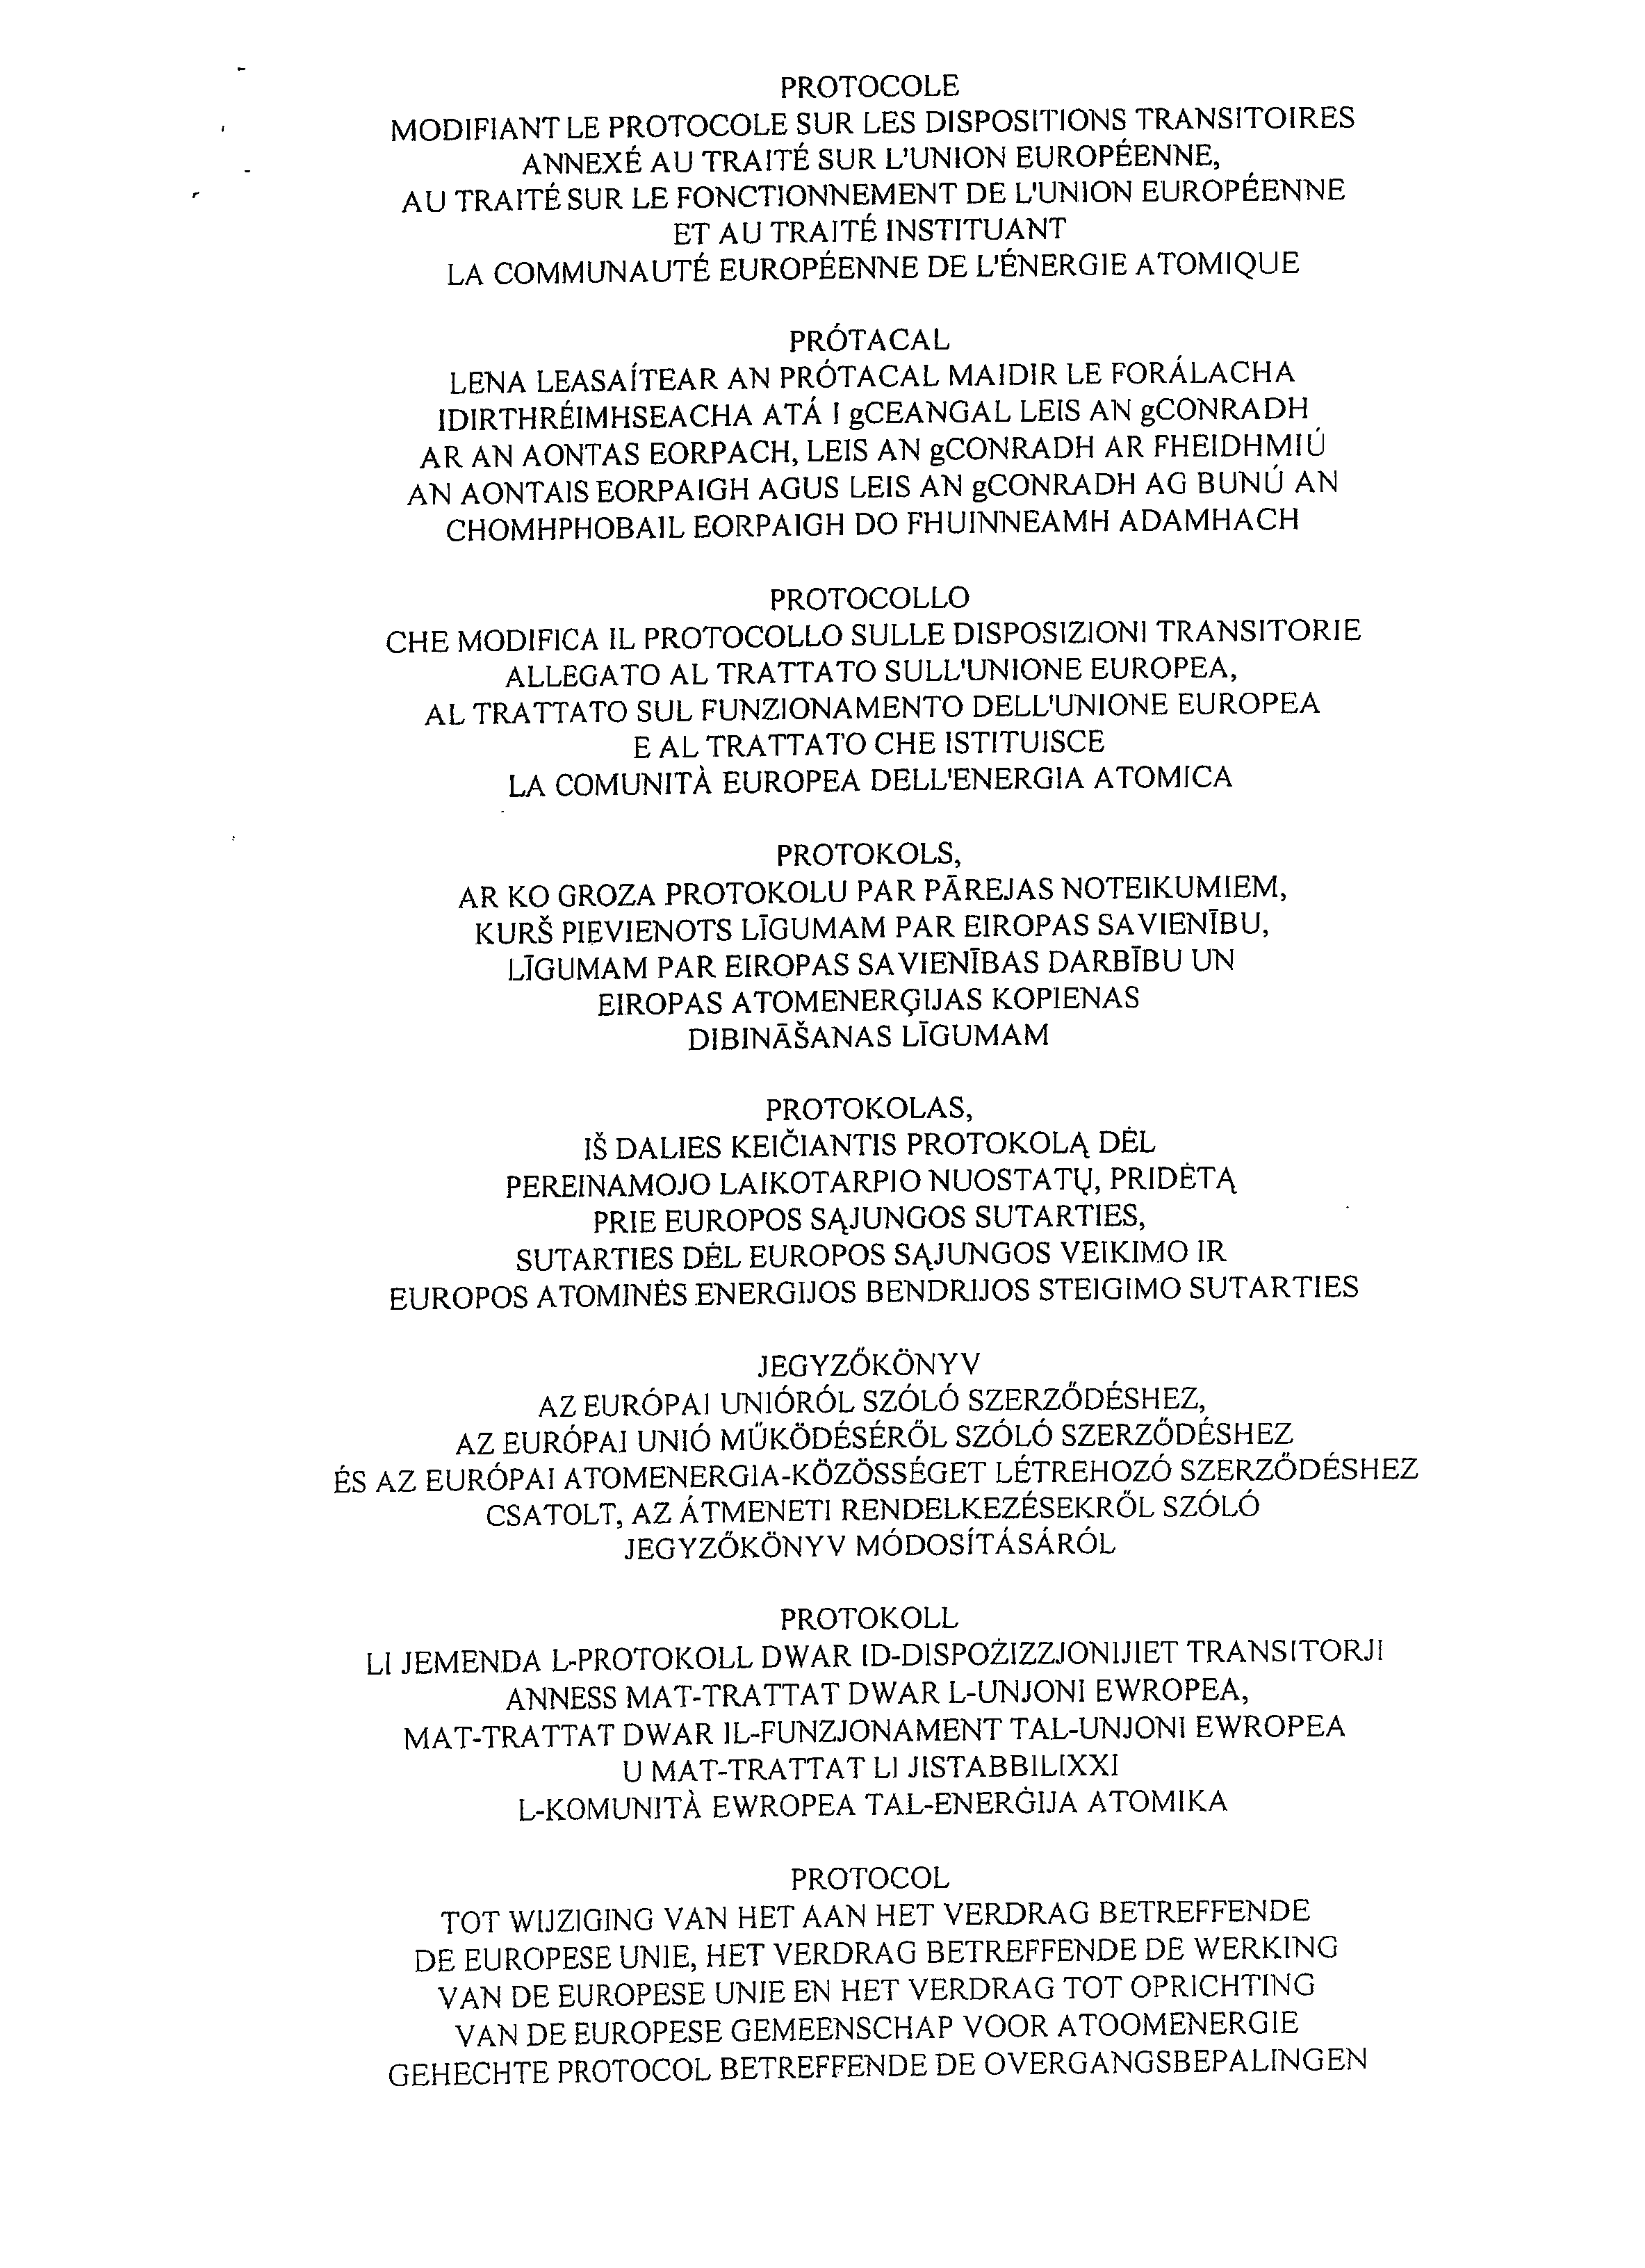 PROTOCOLE
MODIFIANT LE PROTOCOLE SUR LES DISPOSITIONS TRANSITOIRES
ANNEXÉ AU TRAITÉ SUR L'UNION EUROPÉENNE,
AU TRAITÉ SUR LE FONCTIONNEMENT DE L'UNION EUROPÉENNE
ET AU TRAITÉ INSTITUANT
LA COMMUNAUTÉ EUROPÉENNE DE L'ÉNERGIE ATOMIQUE
PRÓTACAL
LENA LEASAÍTEAR AN PRÓTACAL MAIDIR LE FORÁLACHA
IDIRTHRÉIMHSEACHA ATÁ I gCEANGAL LEIS AN gCONRADH
AR AN AONTAS EORPACH, LEIS AN gCONRADH AR FHEIDHMIÚ
AN AONTAIS EORPAIGH AGUS LEIS AN gCONRADH AG BUNÚ AN
CHOMHPHOBAIL EORPAIGH DO FHUINNEAMH ADAMHACH
PROTOCOLLO
CHE MODIFICA IL PROTOCOLLO SULLE DISPOSIZIONI TRANSITORIE
ALLEGATO AL TRATTATO SULL'UNIONE EUROPEA,
AL TRATTATO SUL FUNZIONAMENTO DELL'UNIONE EUROPEA
E AL TRATTATO CHE ISTITUISCE
LA COMUNITÀ EUROPEA DELL'ENERGIA ATOMICA
PROTOKOLS,
AR KO GROZA PROTOKOLU PAR PĀREJAS NOTEIKUMIEM,
KURŠ PIEVIENOTS LĪGUMAM PAR EIROPAS SAVIENĪBU,
LĪGUMAM PAR EIROPAS SAVIENĪBAS DARBĪBU UN
EIROPAS ATOMENERĢIJAS KOPIENAS
DIBINĀŠANAS LĪGUMAM
PROTOKOLAS,
IŠ DALIES KEIČIANTIS PROTOKOLĄ DĖL
PEREINAMOJO LAIKOTARPIO NUOSTATŲ, PRIDĖTĄ
PRIE EUROPOS SĄJUNGOS SUTARTIES,
SUTARTIES DĖL EUROPOS SĄJUNGOS VEIKIMO IR
EUROPOS ATOMINĖS ENERGIJOS BENDRIJOS STEIGIMO SUTARTIES
JEGYZŐKÖNYV
AZ EURÓPAI UNIÓRÓL SZÓLÓ SZERZŐDÉSHEZ,
AZ EURÓPAI UNIÓ MŰKÖDÉSÉRŐL SZÓLÓ SZERZŐDÉSHEZ
ÉS AZ EURÓPAI ATOMENERGIA-KÖZÖSSÉGET LÉTREHOZÓ SZERZŐDÉSHEZ
CSATOLT, AZ ÁTMENETI RENDELKEZÉSEKRŐL SZÓLÓ
JEGYZŐKÖNYV MÓDOSÍTÁSÁRÓL
PROTOKOLL
LI JEMENDA L-PROTOKOLL DWAR ID-DISPOŻIZZJONIJIET TRANSITORJI
ANNESS MAT-TRATTAT DWAR L-UNJONI EWROPEA,
MAT-TRATTAT DWAR IL-FUNZJONAMENT TAL-UNJONI EWROPEA
U MAT-TRATTAT LI JISTABBILIXXI
L-KOMUNITÀ EWROPEA TAL-ENERĠIJA ATOMIKA
PROTOCOL
TOT WIJZIGING VAN HET AAN HET VERDRAG BETREFFENDE
DE EUROPESE UNIE, HET VERDRAG BETREFFENDE DE WERKING
VAN DE EUROPESE UNIE EN HET VERDRAG TOT OPRICHTING
VAN DE EUROPESE GEMEENSCHAP VOOR ATOOMENERGIE
GEHECHTE PROTOCOL BETREFFENDE DE OVERGANGSBEPALINGEN